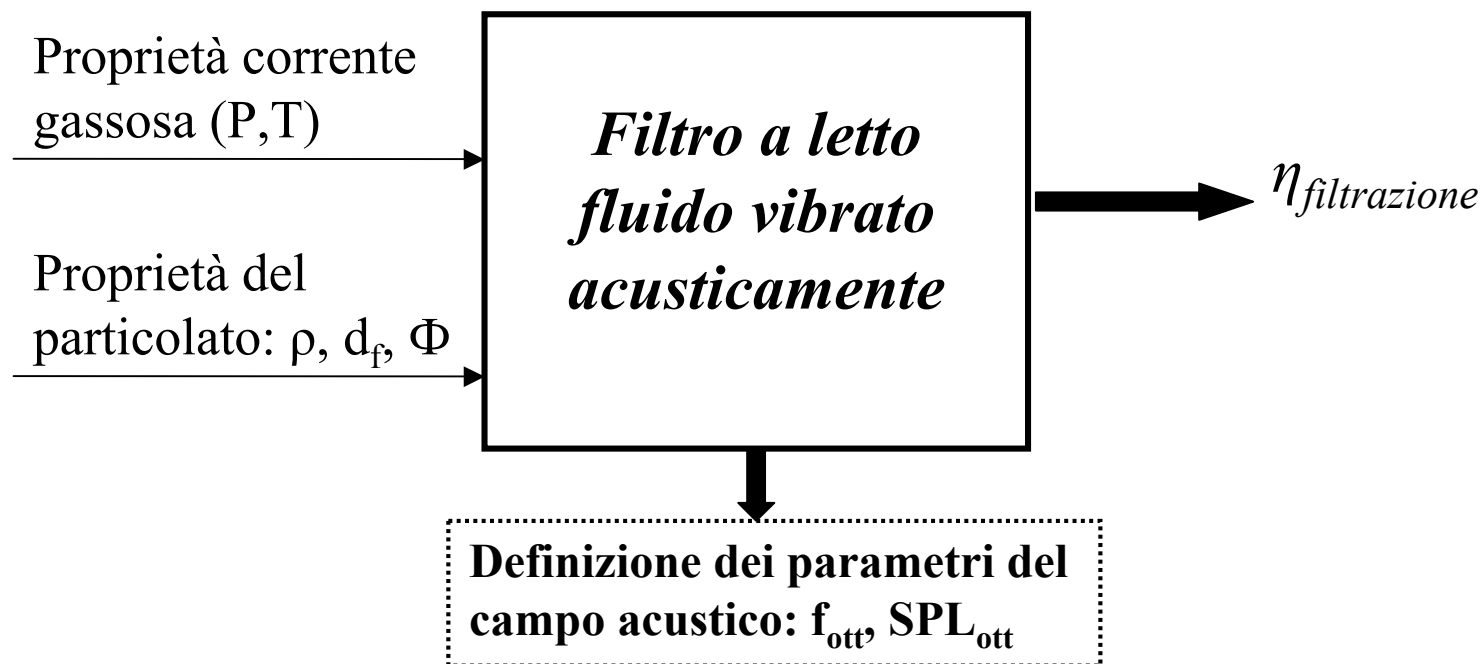 Proprietà corrente
gassosa (P,T)
Filtro a letto
fluido vibrato
acusticamente
η_filtrazione
Proprietà del
particolato: ρ, d_f, Φ
Definizione dei parametri del
campo acustico: f_ott, SPL_ott